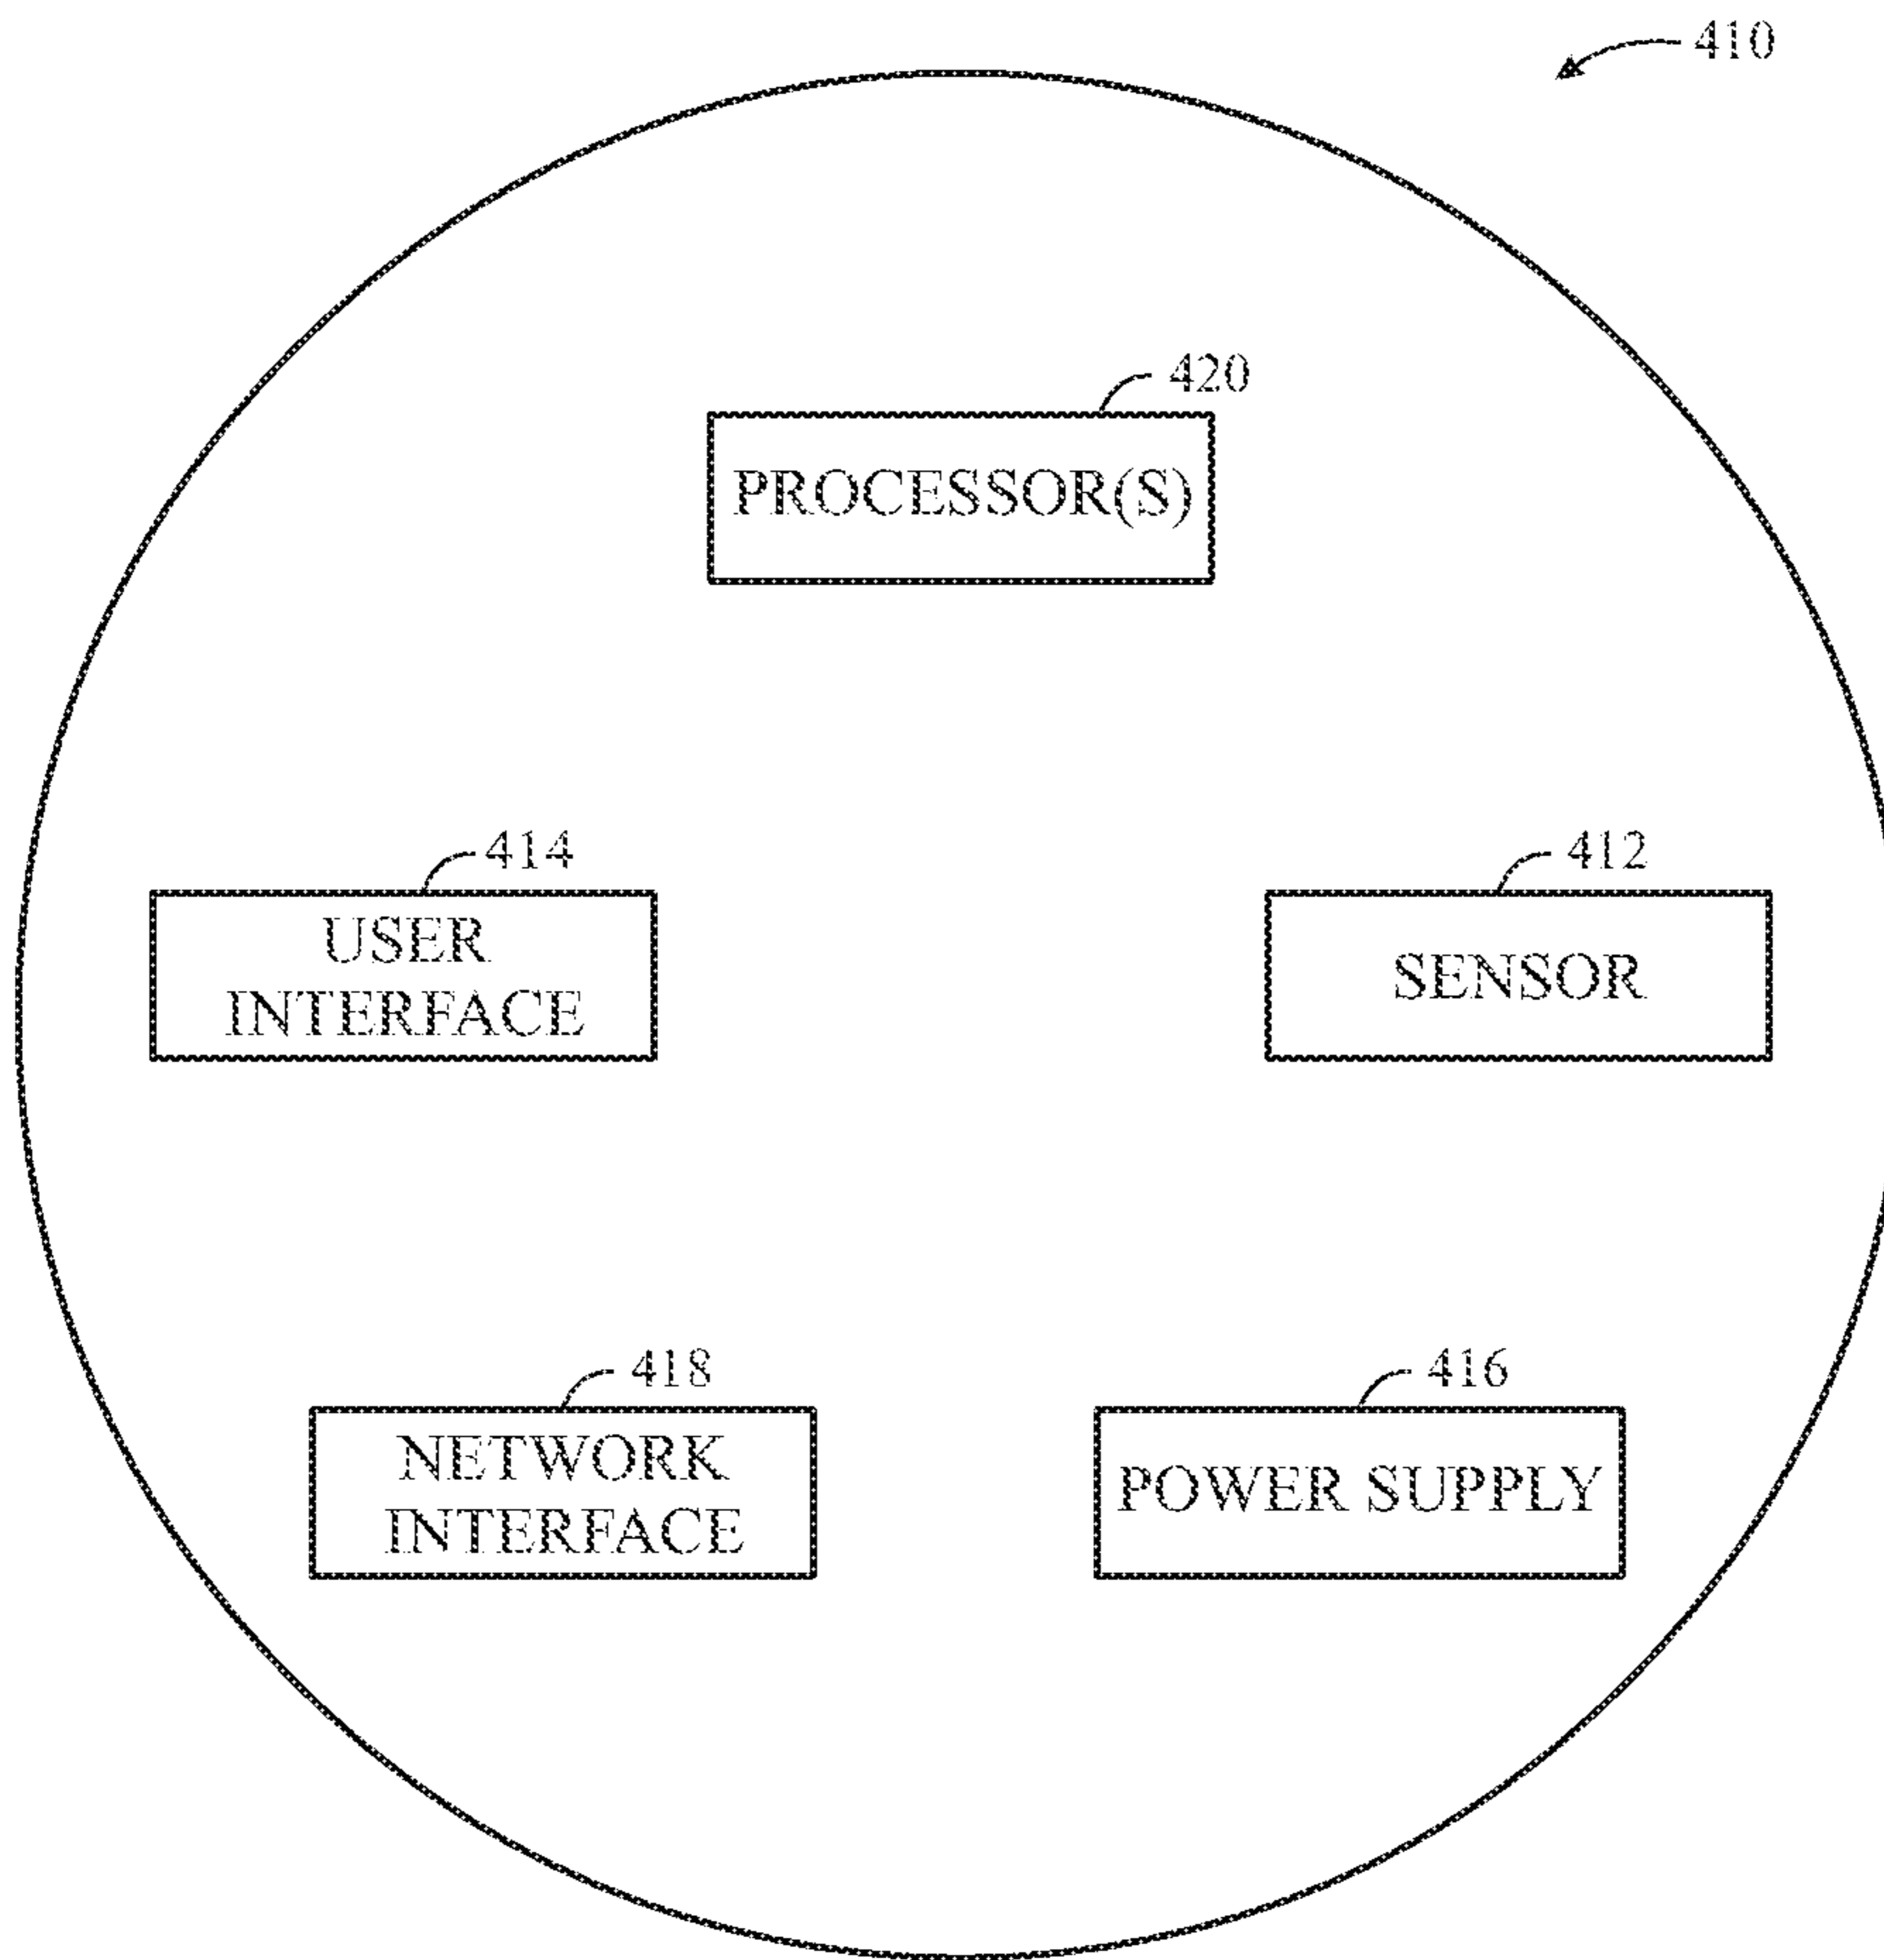 410
420
PROCESSOR(S)
414
USER
INTERFACE
412
SENSOR
418
NETWORK
INTERFACE
416
POWER SUPPLY